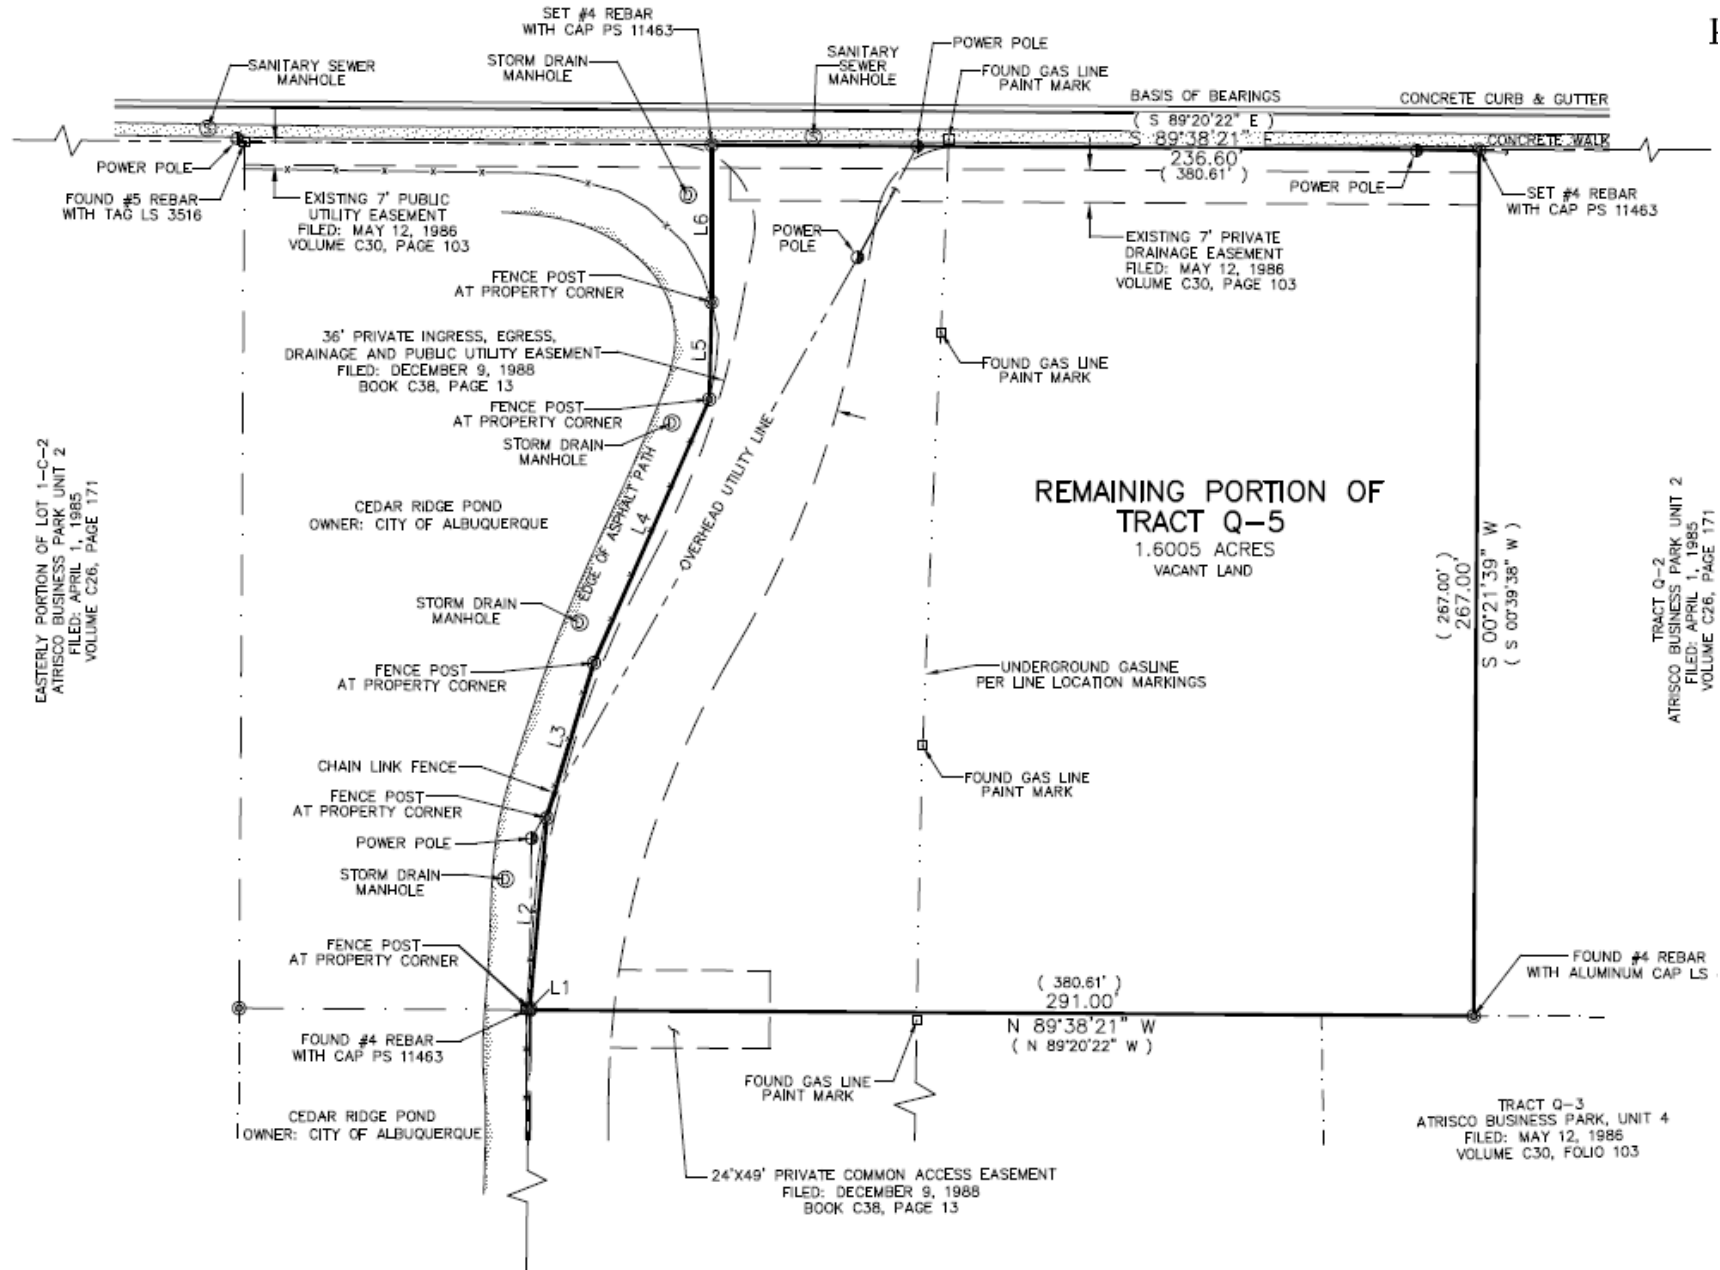 SET #4 REBAR
WITH CAP PS 11463
SANITARY SEWER
MANHOLE
STORM DRAIN
MANHOLE
SANITARY
SEWER
MANHOLE
POWER POLE
FOUND GAS LINE
PAINT MARK
BASIS OF BEARINGS
CONCRETE CURB & GUTTER
( S 89°20'22" E )
S 89°38'21" E
236.60'
( 380.61' )
CONCRETE WALK
S
S
POWER POLE
FOUND #5 REBAR
WITH TAG LS 3516
EXISTING 7' PUBLIC
UTILITY EASEMENT
FILED: MAY 12, 1986
VOLUME C30, PAGE 103
D
L6
POWER
POLE
POWER POLE
SET #4 REBAR
WITH CAP PS 11463
EXISTING 7' PRIVATE
DRAINAGE EASEMENT
FILED: MAY 12, 1986
VOLUME C30, PAGE 103
FENCE POST
AT PROPERTY CORNER
36' PRIVATE INGRESS, EGRESS,
DRAINAGE AND PUBLIC UTILITY EASEMENT
FILED: DECEMBER 9, 1988
BOOK C38, PAGE 13
L5
FOUND GAS LINE
PAINT MARK
FENCE POST
AT PROPERTY CORNER
STORM DRAIN
MANHOLE
D
EASTERLY PORTION OF LOT 1-C-2
ATRISCO BUSINESS PARK UNIT 2
FILED: APRIL 1, 1985
VOLUME C26, PAGE 171
CEDAR RIDGE POND
OWNER: CITY OF ALBUQUERQUE
EDGE OF ASPHALT PATH
L4
OVERHEAD UTILITY LINE
REMAINING PORTION OF
TRACT Q-5
1.6005 ACRES
VACANT LAND
( 267.00' )
267.00'
S 00°21'39" W
( S 00°39'38" W )
TRACT Q-2
ATRISCO BUSINESS PARK UNIT 2
FILED: APRIL 1, 1985
VOLUME C26, PAGE 171
STORM DRAIN
MANHOLE
D
FENCE POST
AT PROPERTY CORNER
UNDERGROUND GASLINE
PER LINE LOCATION MARKINGS
L3
CHAIN LINK FENCE
FENCE POST
AT PROPERTY CORNER
FOUND GAS LINE
PAINT MARK
POWER POLE
STORM DRAIN
MANHOLE
D
L2
FENCE POST
AT PROPERTY CORNER
L1
FOUND #4 REBAR
WITH ALUMINUM CAP LS
( 380.61' )
291.00'
N 89°38'21" W
( N 89°20'22" W )
FOUND #4 REBAR
WITH CAP PS 11463
FOUND GAS LINE
PAINT MARK
CEDAR RIDGE POND
OWNER: CITY OF ALBUQUERQUE
TRACT Q-3
ATRISCO BUSINESS PARK, UNIT 4
FILED: MAY 12, 1986
VOLUME C30, FOLIO 103
24'X49' PRIVATE COMMON ACCESS EASEMENT
FILED: DECEMBER 9, 1988
BOOK C38, PAGE 13